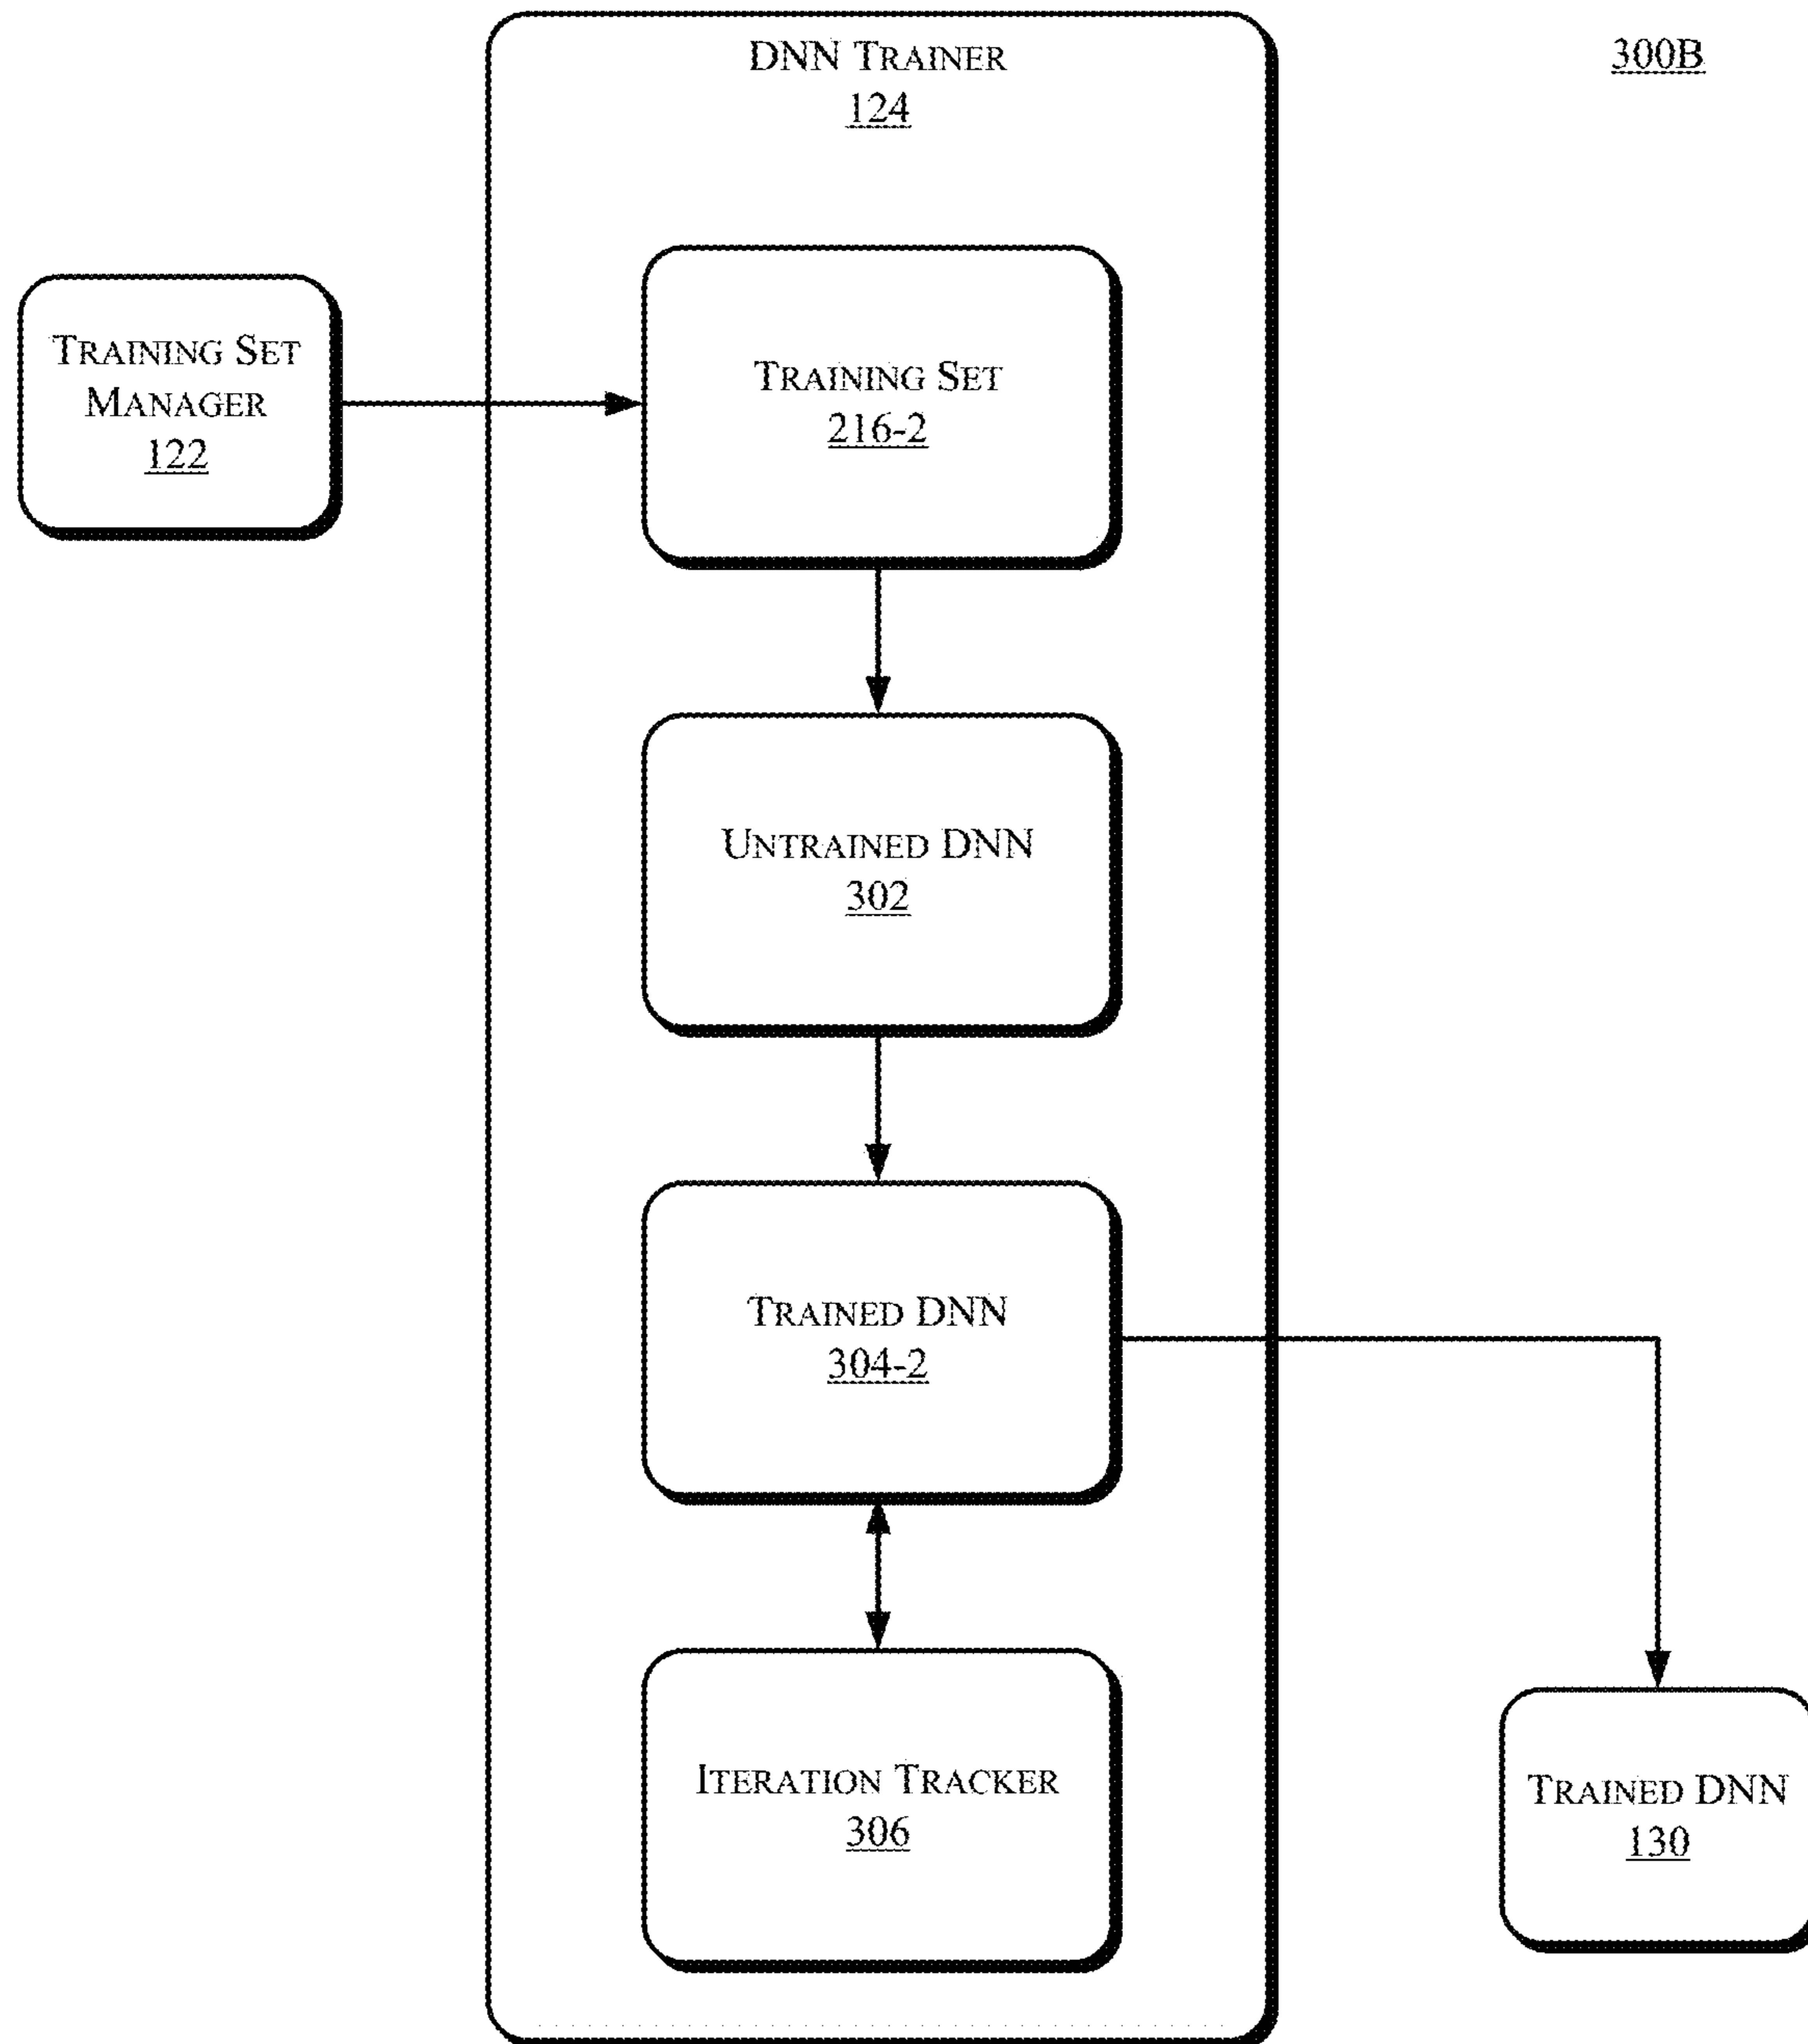 DNN TRAINER
124
300B
TRAINING SET
MANAGER
122
TRAINING SET
216-2
UNTRAINED DNN
302
TRAINED DNN
304-2
ITERATION TRACKER
306
TRAINED DNN
130